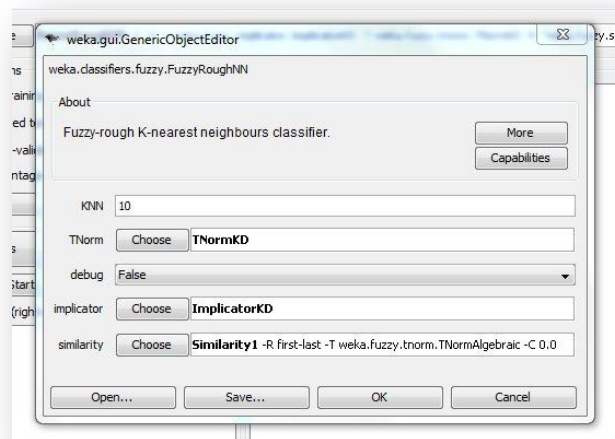 weka.gui.GenericObjectEditor
weka.classifiers.fuzzy.FuzzyRoughNN
About
Fuzzy-rough K-nearest neighbours classifier.
More
Capabilities
KNN 10
TNorm Choose TNormKD
debug False
implicator Choose ImplicatorKD
similarity Choose Similarity1 -R first-last -T weka.fuzzy.tnorm.TNormAlgebraic -C 0.0
Open... Save... OK Cancel